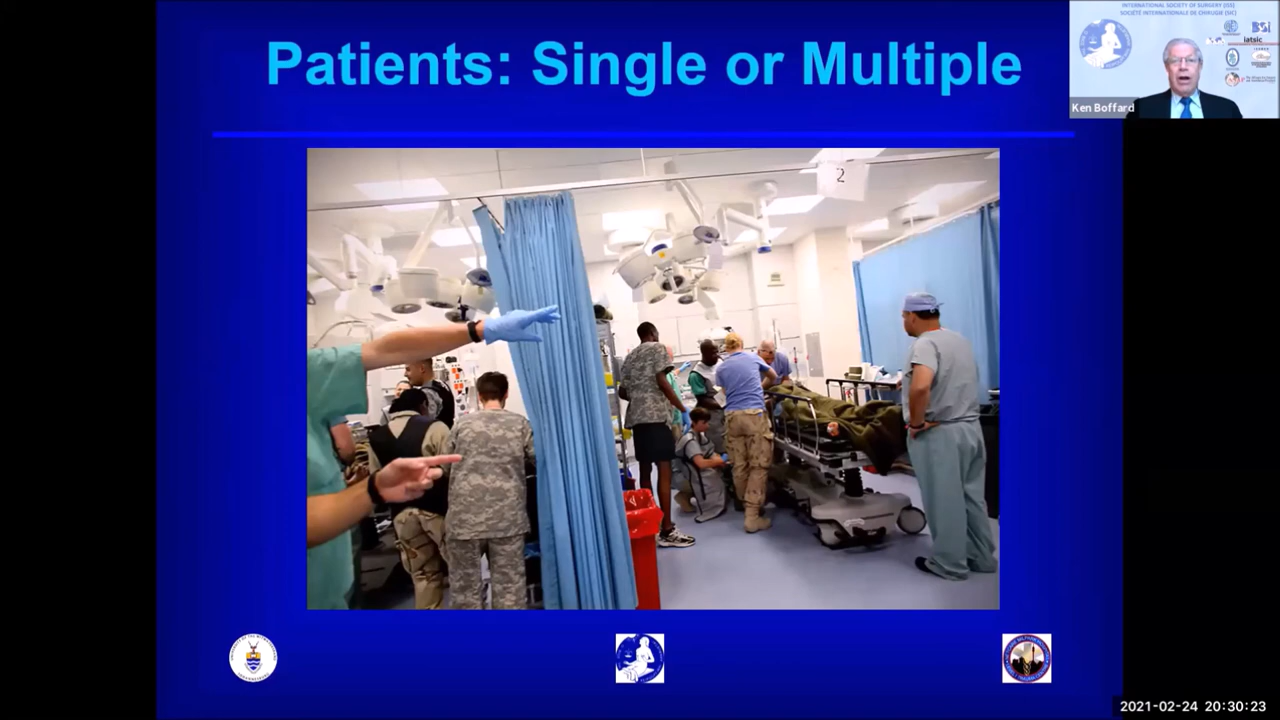 Patients: Single or Multiple
INTERNATIONAL SOCIETY OF SURGERY (ISS)
SOCIÉTÉ INTERNATIONALE DE CHIRURGIE (SIC)
iatsic
Ken Boffard
2
2021-02-24 20:30:23